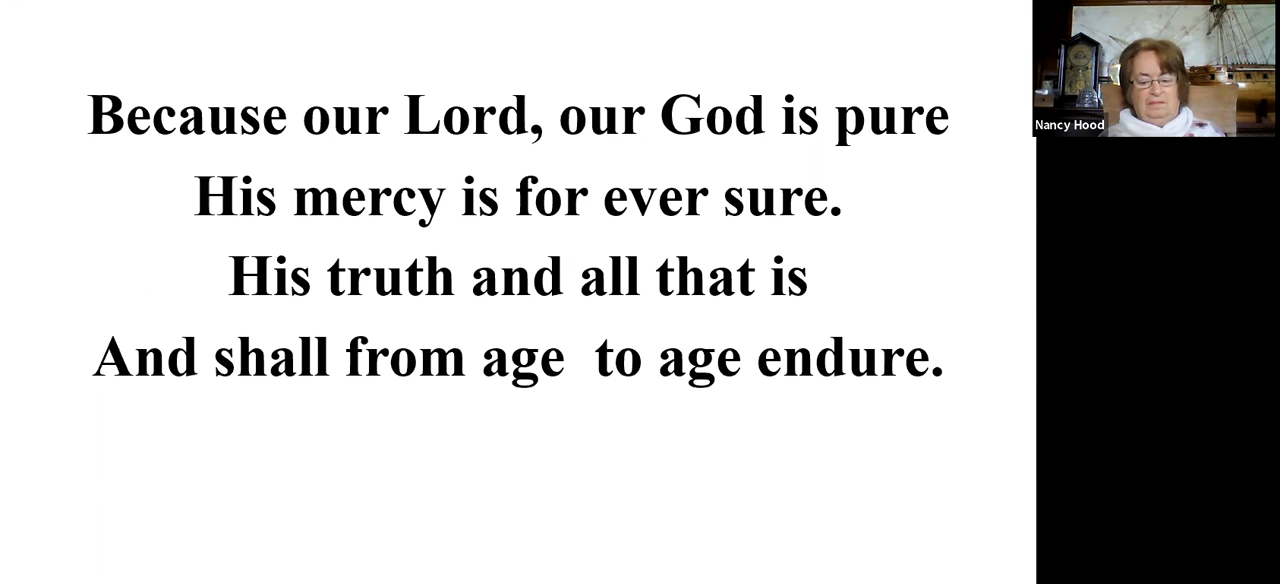 Because our Lord, our God is pure
His mercy is for ever sure.
His truth and all that is
And shall from age  to age endure.
Nancy Hood